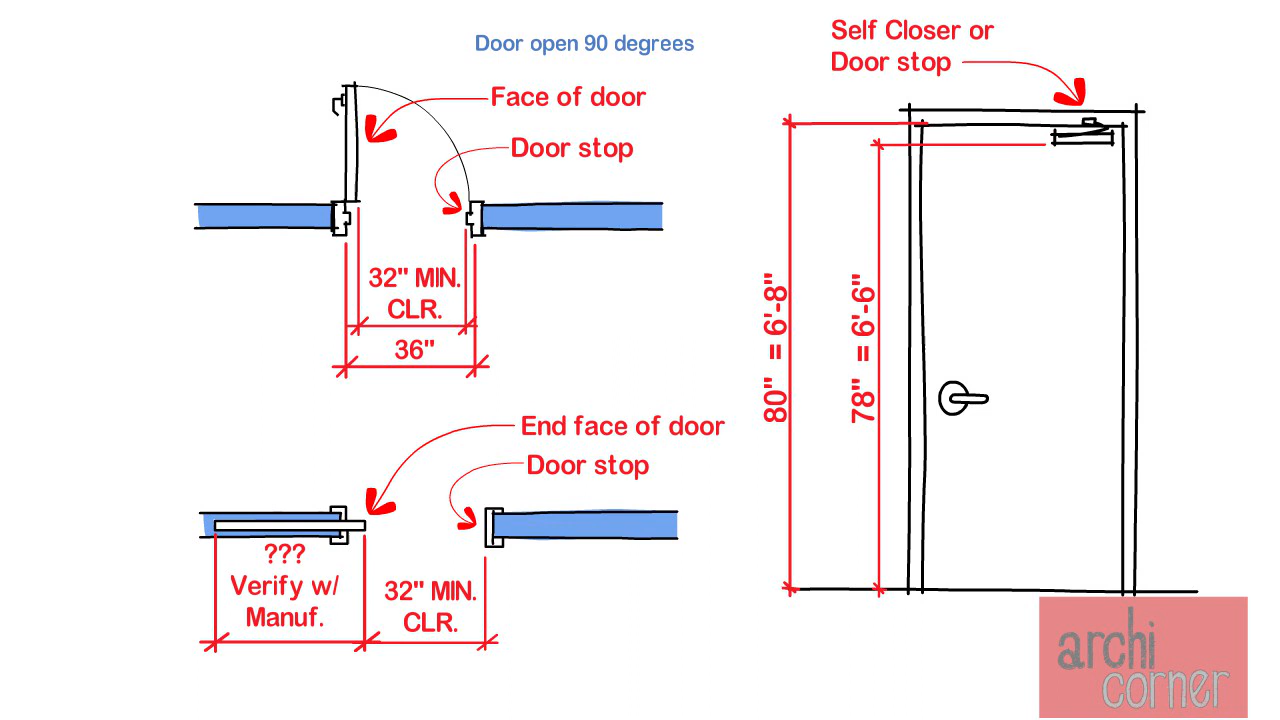 Door open 90 degrees
Face of door
Door stop
32" MIN.
CLR.
36"
End face of door
Door stop
???
Verify w/
Manuf.
32" MIN.
CLR.
Self Closer or
Door stop
80" = 6'-8"
78" = 6'-6"
archi
corner